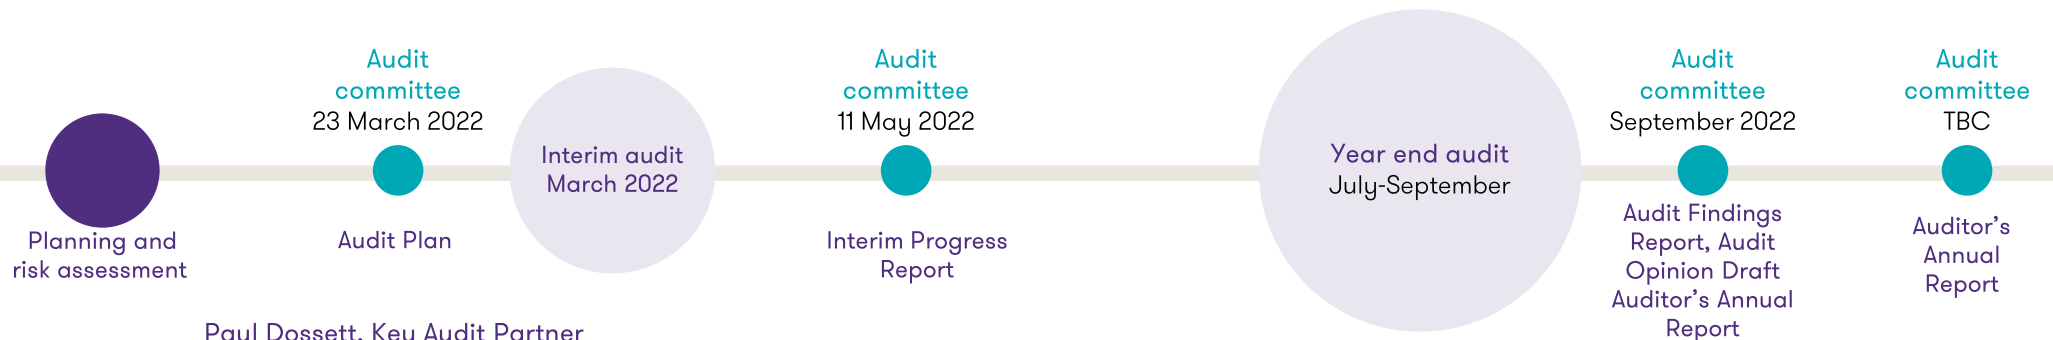 Planning and
risk assessment
Audit
committee
23 March 2022
Audit Plan
Interim audit
March 2022
Audit
committee
11 May 2022
Interim Progress
Report
Year end audit
July-September
Audit
committee
September 2022
Audit Findings
Report, Audit
Opinion Draft
Auditor’s Annual
Report
Audit
committee
TBC
Auditor’s
Annual
Report
Paul Dossett, Key Audit Partner